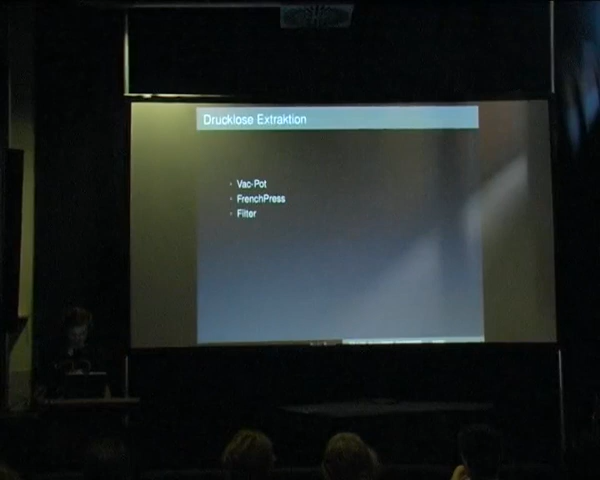 Drucklose Extraktion
Vac-Pot
FrenchPress
Filter